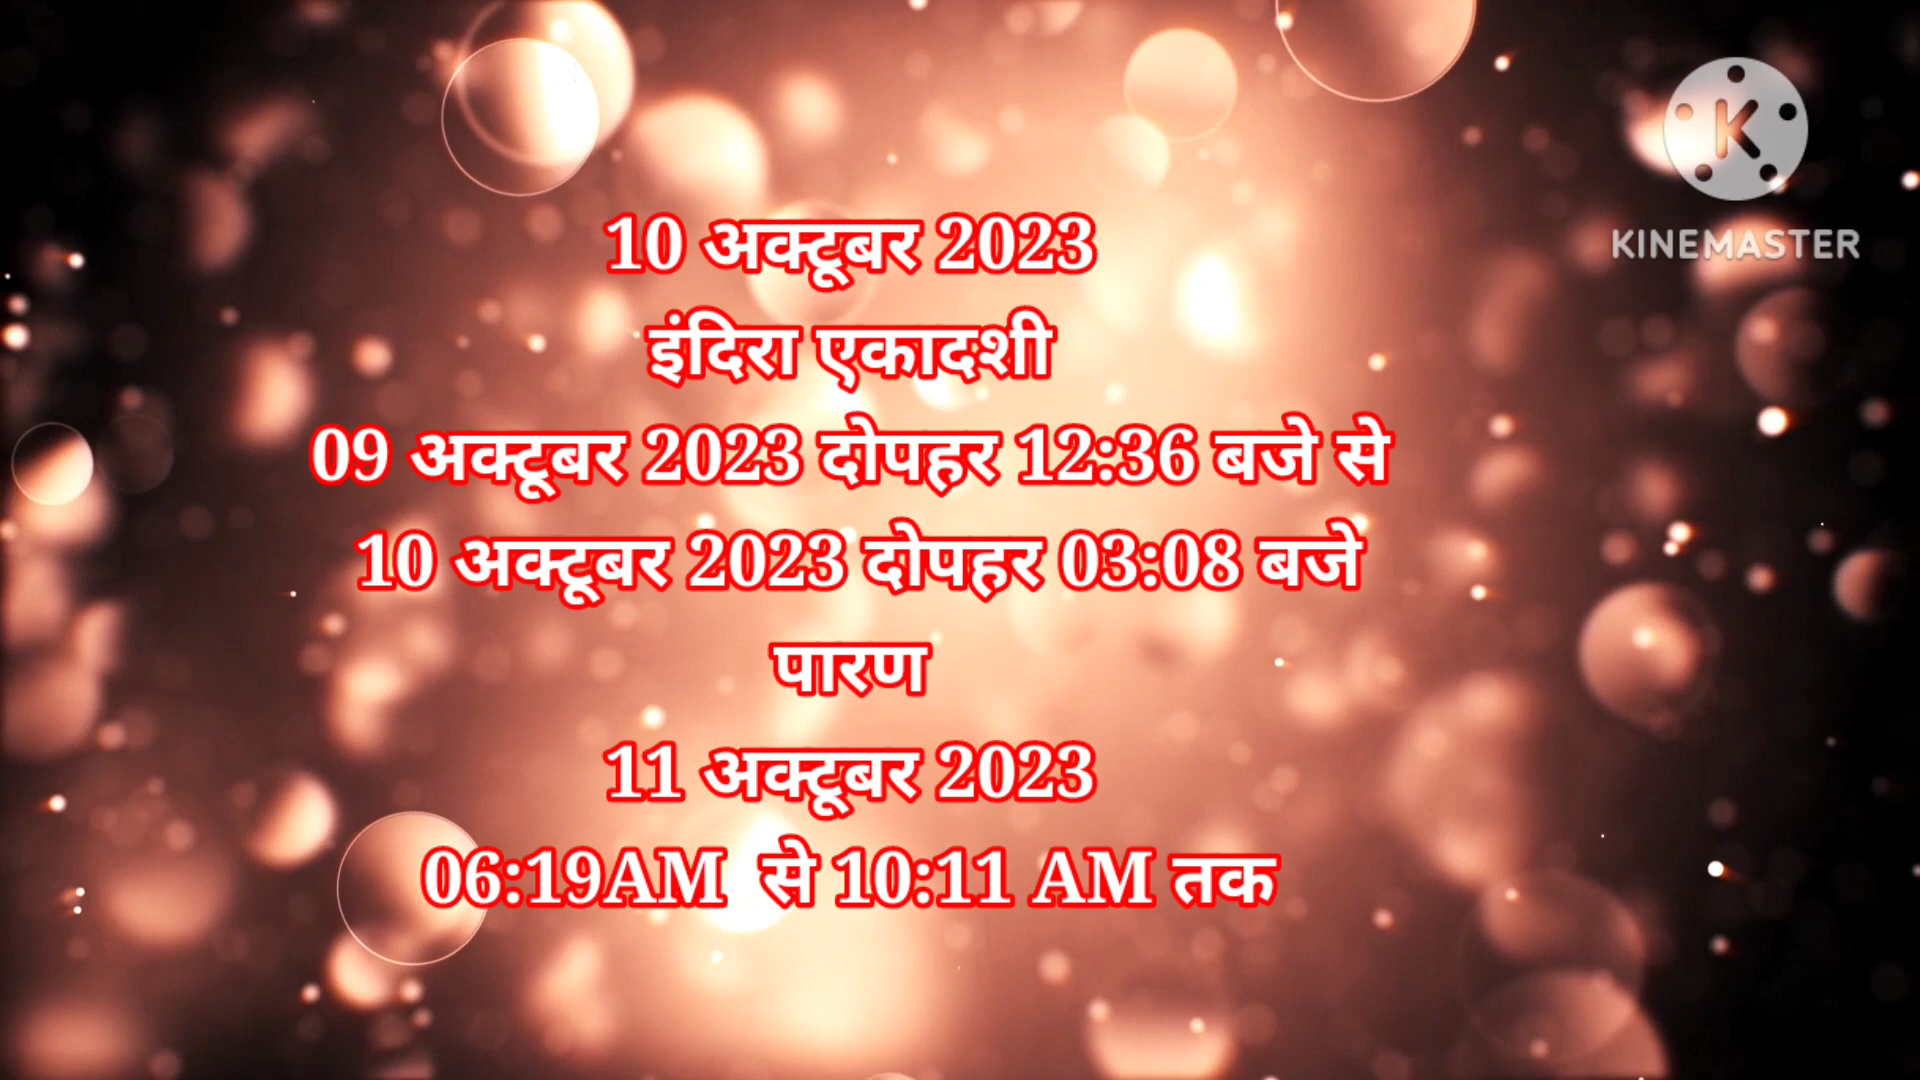 10 अक्टूबर 2023
इंदिरा एकादशी
09 अक्टूबर 2023 दोपहर 12:36 बजे से
10 अक्टूबर 2023 दोपहर 03:08 बजे
पारण
11 अक्टूबर 2023
06:19AM से 10:11 AM तक
K
KINEMASTER